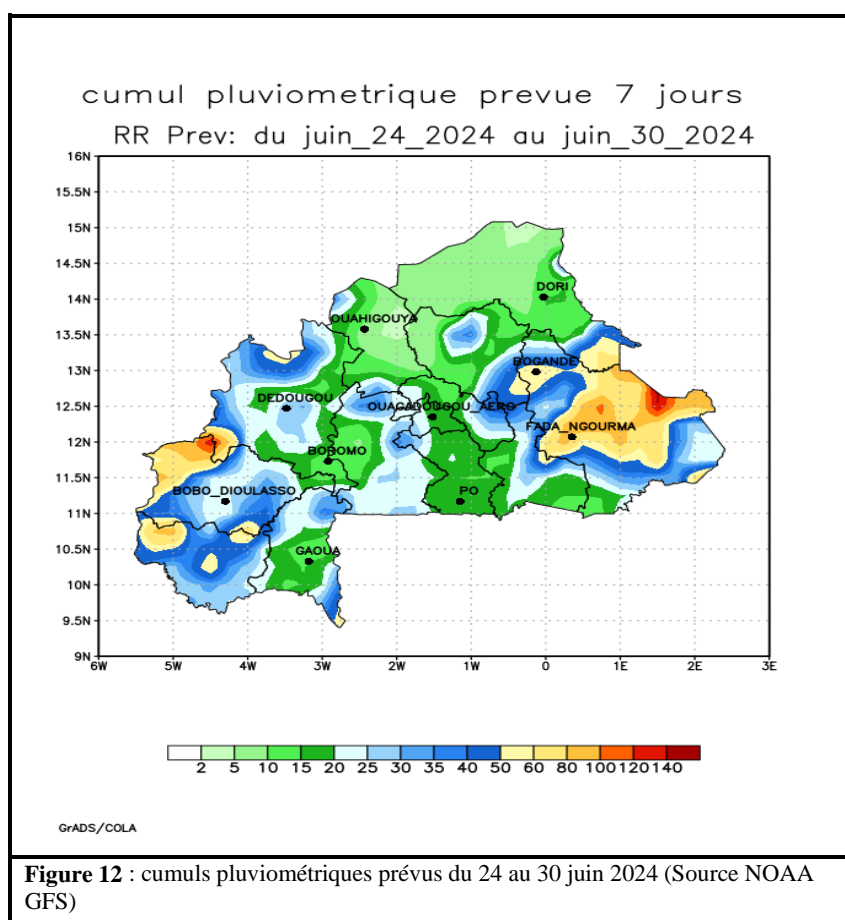 cumul pluviometrique prevue 7 jours
RR Prev: du juin_24_2024 au juin_30_2024
16N
15.5N
15N
14.5N
14N
13.5N
13N
12.5N
12N
11.5N
11N
10.5N
10N
9.5N
9N
DORI
OUAHIGOUYA
BOGANDE
DEDOUGOU
OUAGADOUGOU_AERO
FADA_NGOURMA
BOROMO
BOBO_DIOULASSO
PO
GAOUA
6W 5W 4W 3W 2W 1W 0 1E 2E 3E
2 5 10 15 20 25 30 35 40 50 60 80 100 120 140
GrADS/COLA
Figure 12 : cumuls pluviométriques prévus du 24 au 30 juin 2024 (Source NOAA
GFS)